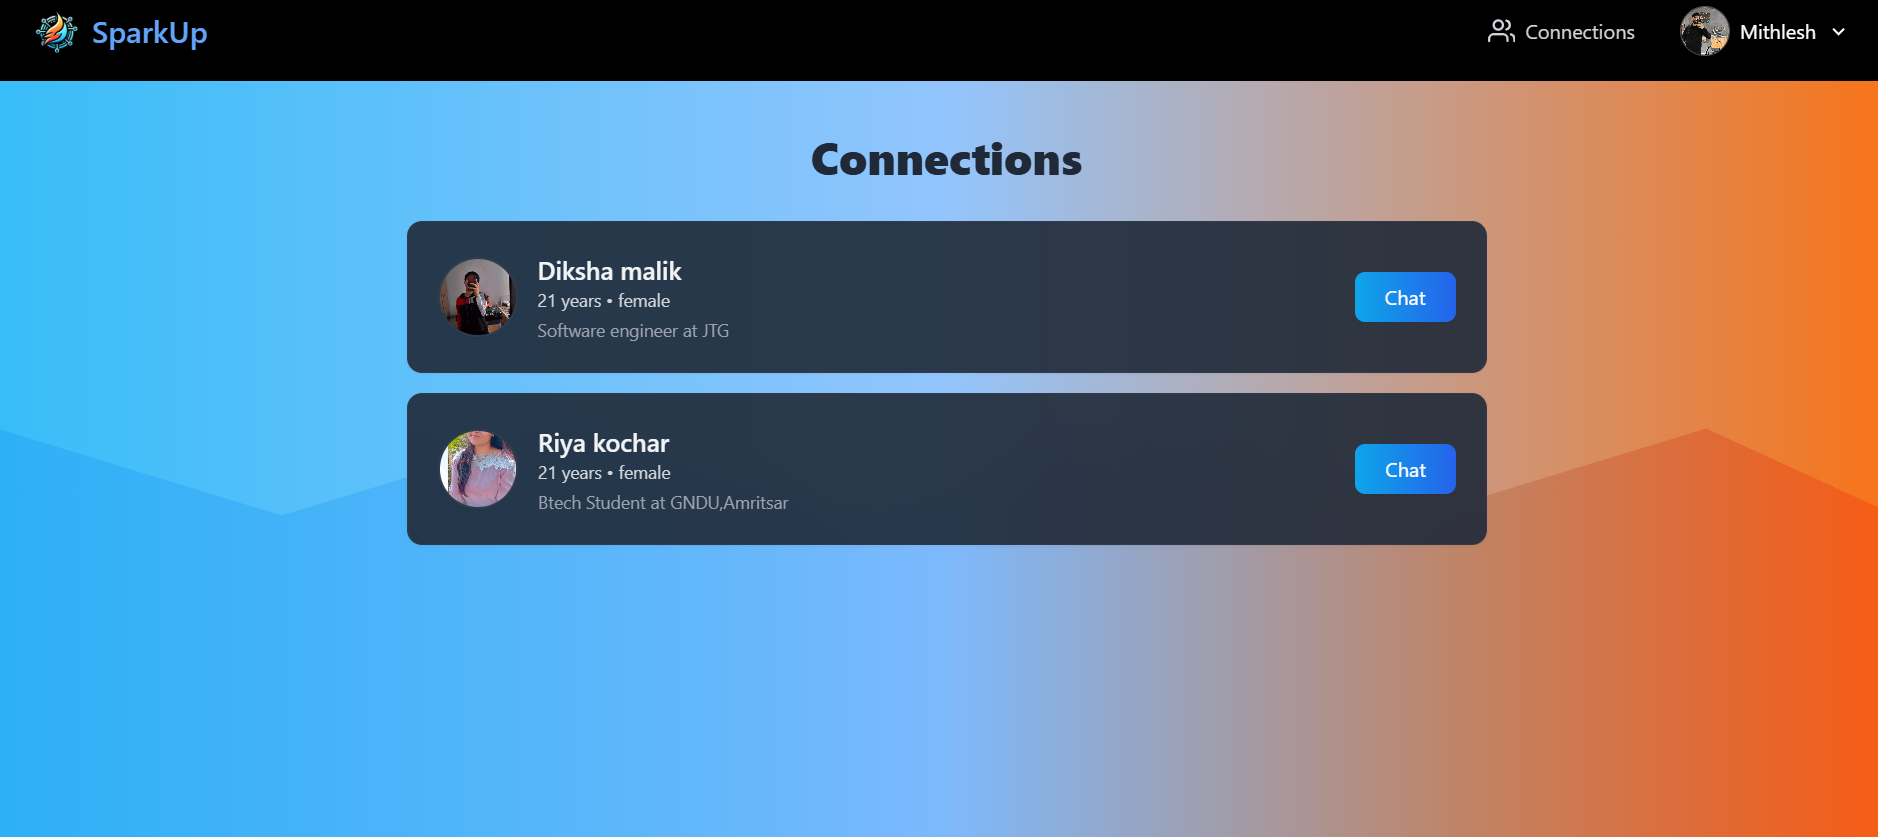 SparkUp
Connections
Mithlesh
Connections
Diksha malik
21 years • female
Software engineer at JTG
Chat
Riya kochar
21 years • female
Btech Student at GNDU,Amritsar
Chat